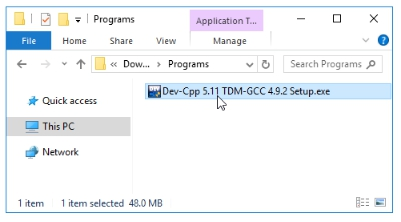 Programs
Application T...
File
Home
Share
View
Manage
« Dow... > Programs
Search Programs
Quick access
This PC
Network
Dev-Cpp 5.11 TDM-GCC 4.9.2 Setup.exe
1 item 1 item selected 48.0 MB